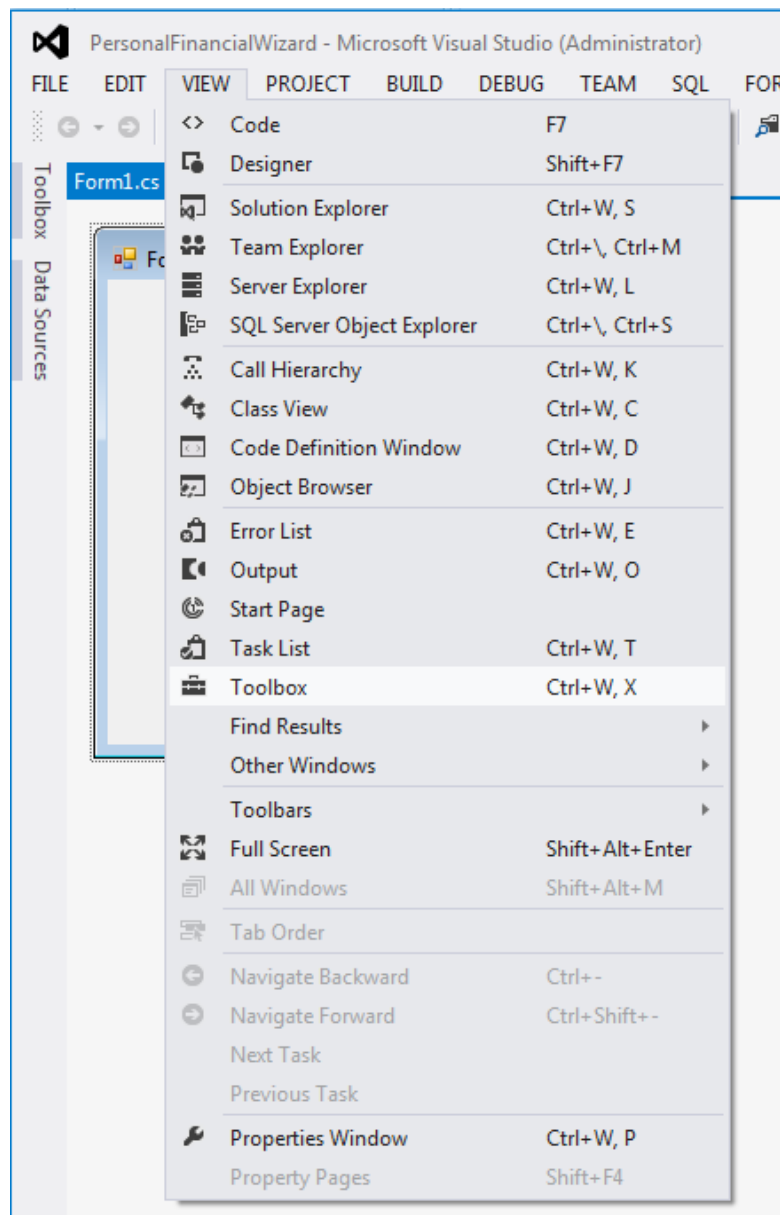 PersonalFinancialWizard - Microsoft Visual Studio (Administrator)
FILE EDIT VIEW PROJECT BUILD DEBUG TEAM SQL FOR
Toolbox
Data Sources
Form1.cs
Fo
Code F7
Designer Shift+F7
Solution Explorer Ctrl+W, S
Team Explorer Ctrl+\, Ctrl+M
Server Explorer Ctrl+W, L
SQL Server Object Explorer Ctrl+\, Ctrl+S
Call Hierarchy Ctrl+W, K
Class View Ctrl+W, C
Code Definition Window Ctrl+W, D
Object Browser Ctrl+W, J
Error List Ctrl+W, E
Output Ctrl+W, O
Start Page
Task List Ctrl+W, T
Toolbox Ctrl+W, X
Find Results
Other Windows
Toolbars
Full Screen Shift+Alt+Enter
All Windows Shift+Alt+M
Tab Order
Navigate Backward Ctrl+-
Navigate Forward Ctrl+Shift+-
Next Task
Previous Task
Properties Window Ctrl+W, P
Property Pages Shift+F4